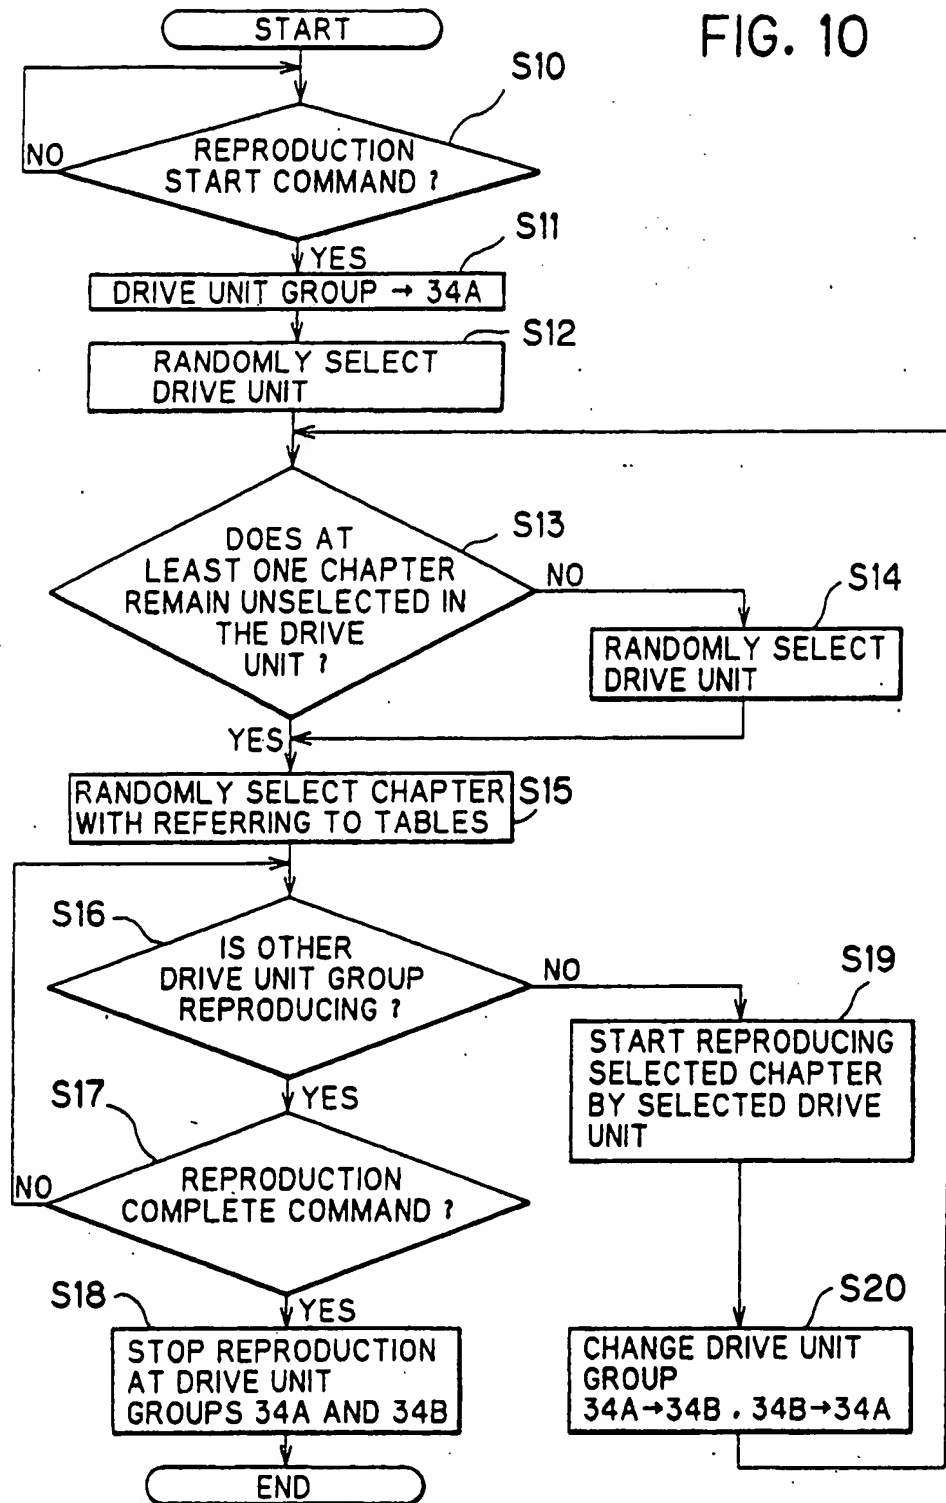 FIG. 10
START
S10
REPRODUCTION
START COMMAND ?
NO
YES
S11
DRIVE UNIT GROUP → 34A
S12
RANDOMLY SELECT
DRIVE UNIT
S13
DOES AT
LEAST ONE CHAPTER
REMAIN UNSELECTED IN
THE DRIVE
UNIT ?
NO
S14
RANDOMLY SELECT
DRIVE UNIT
YES
RANDOMLY SELECT CHAPTER
WITH REFERRING TO TABLES
S15
S16
IS OTHER
DRIVE UNIT GROUP
REPRODUCING ?
NO
S19
START REPRODUCING
SELECTED CHAPTER
BY SELECTED DRIVE
UNIT
YES
S17
REPRODUCTION
COMPLETE COMMAND ?
NO
YES
S18
STOP REPRODUCTION
AT DRIVE UNIT
GROUPS 34A AND 34B
S20
CHANGE DRIVE UNIT
GROUP
34A→34B . 34B→34A
END